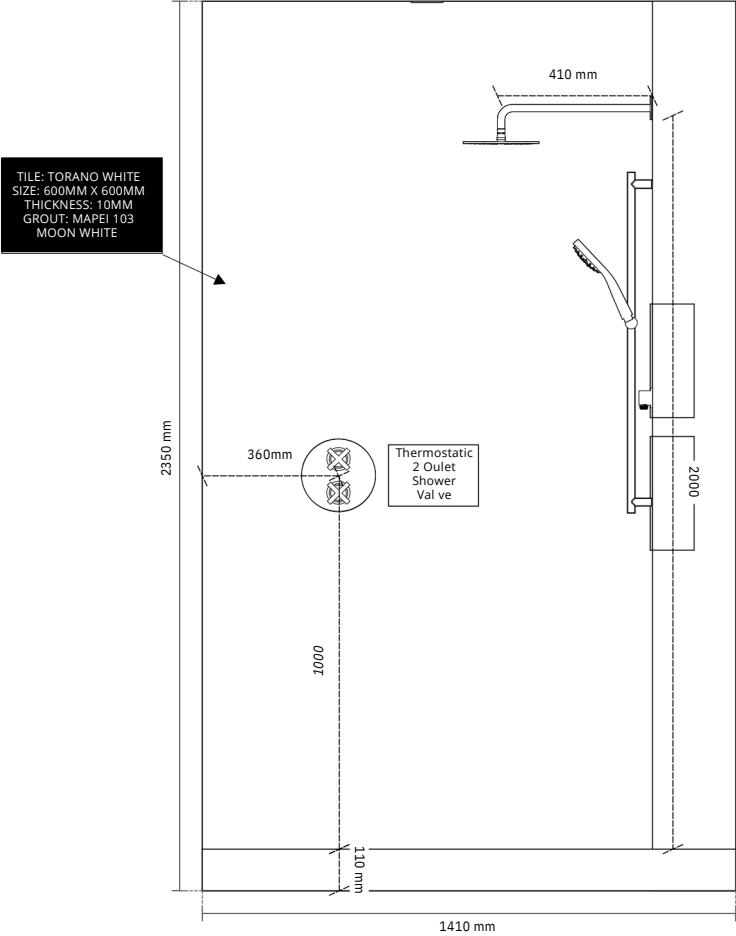 410 mm
TILE: TORANO WHITE
SIZE: 600MM X 600MM
THICKNESS: 10MM
GROUT: MAPEI 103
MOON WHITE
2350 mm
360mm
Thermostatic
2 Oulet
Shower
Val ve
2000
1000
110 mm
1410 mm